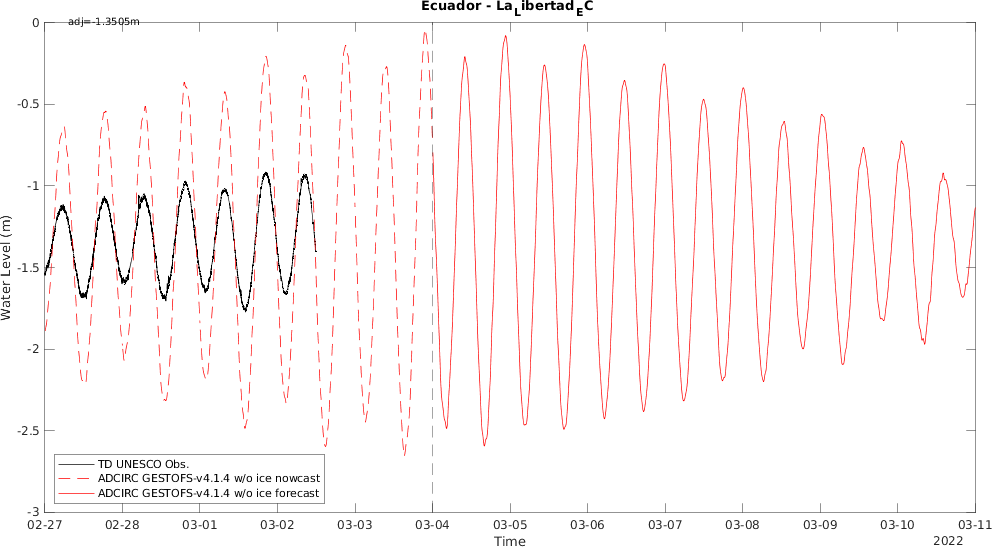 Ecuador - LaLibertadEC
adj=-1.3505m
0
-0.5
-1
-1.5
-2
-2.5
-3
Water Level (m)
TD UNESCO Obs.
ADCIRC GESTOFS-v4.1.4 w/o ice nowcast
ADCIRC GESTOFS-v4.1.4 w/o ice forecast
02-27 02-28 03-01 03-02 03-03 03-04 03-05 03-06 03-07 03-08 03-09 03-10 03-11
Time
2022